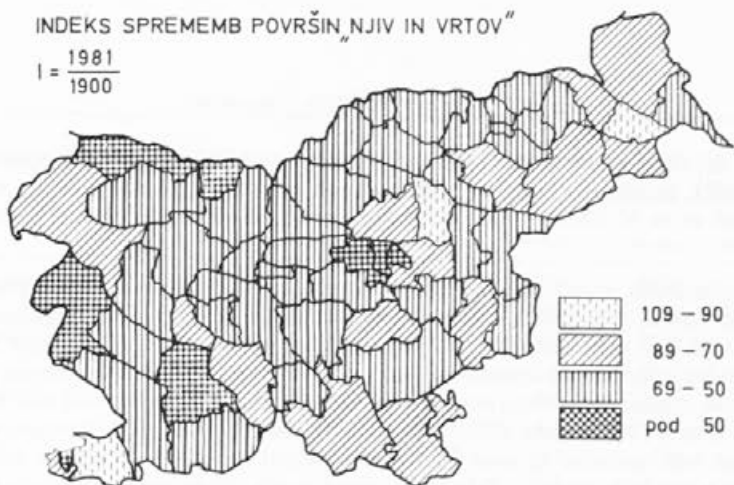 INDEKS SPREMEMB POVRŠIN „NJIV IN VRTOV"
I = 1981
1900
109 – 90
89 – 70
69 – 50
pod 50